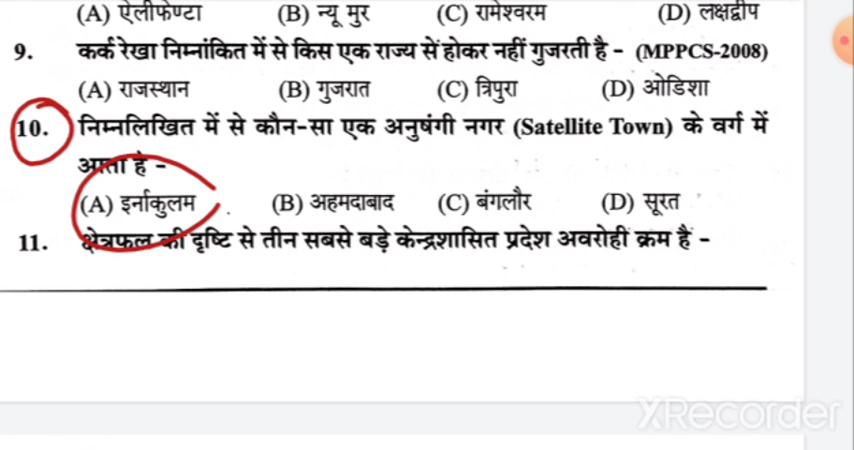 (A) ऐलीफेण्टा (B) न्यू मुर (C) रामेश्वरम (D) लक्षद्वीप
9. कर्क रेखा निम्नांकित में से किस एक राज्य सें होकर नहीं गुजरती है - (MPPCS-2008)
(A) राजस्थान (B) गुजरात (C) त्रिपुरा (D) ओडिशा
10. निम्नलिखित में से कौन-सा एक अनुषंगी नगर (Satellite Town) के वर्ग में
आता है -
(A) इर्नाकुलम (B) अहमदाबाद (C) बंगलौर (D) सूरत
11. क्षेत्रफल की दृष्टि से तीन सबसे बड़े केन्द्रशासित प्रदेश अवरोही क्रम हैं -
XRecorder